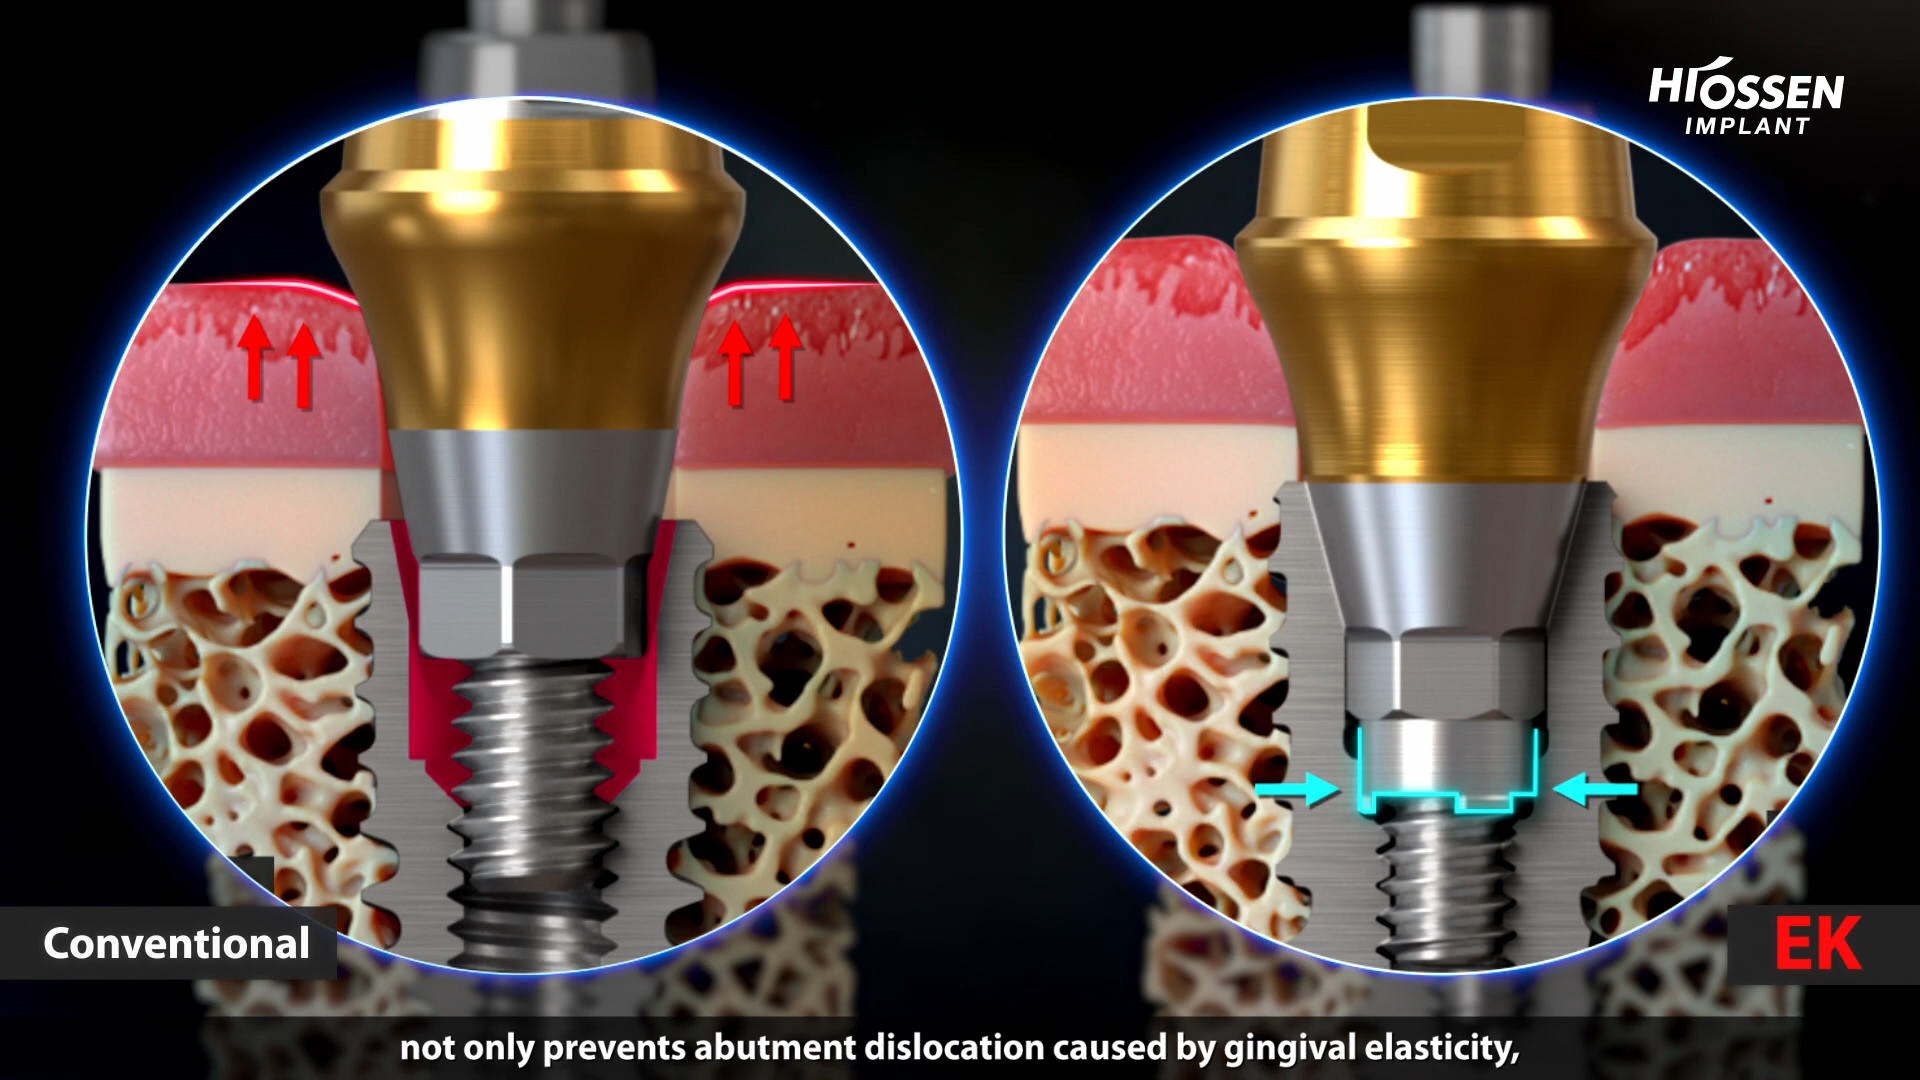 HIOSSEN
IMPLANT
Conventional
EK
not only prevents abutment dislocation caused by gingival elasticity,